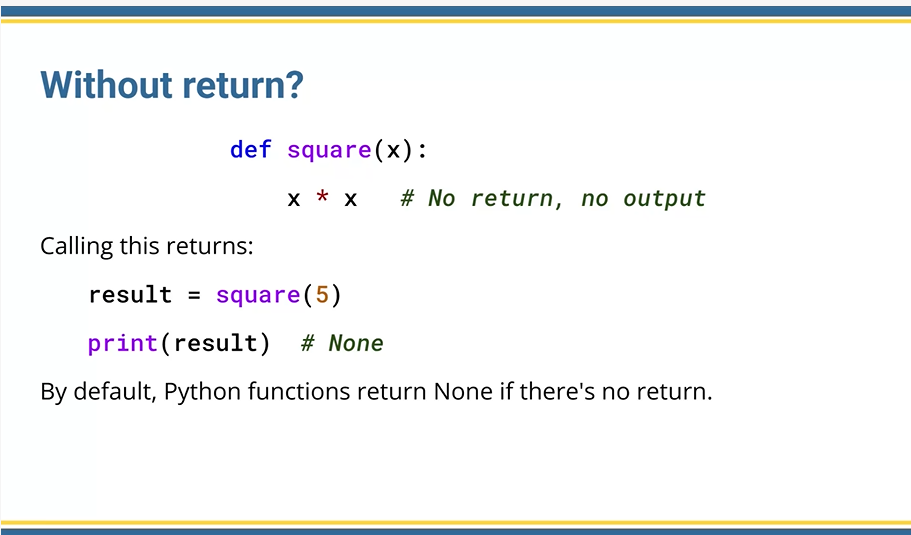 Without return?
def square(x):
    x * x   # No return, no output
Calling this returns:
result = square(5)
print(result)  # None
By default, Python functions return None if there's no return.